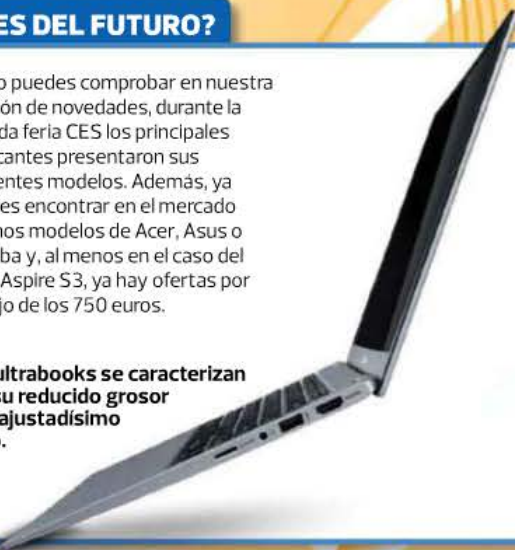 ES DEL FUTURO?
o puedes comprobar en nuestra
ón de novedades, durante la
da feria CES los principales
cantes presentaron sus
entes modelos. Además, ya
es encontrar en el mercado
nos modelos de Acer, Asus o
ba y, al menos en el caso del
Aspire S3, ya hay ofertas por
jo de los 750 euros.
ultrabooks se caracterizan
su reducido grosor
ajustadísimo
.